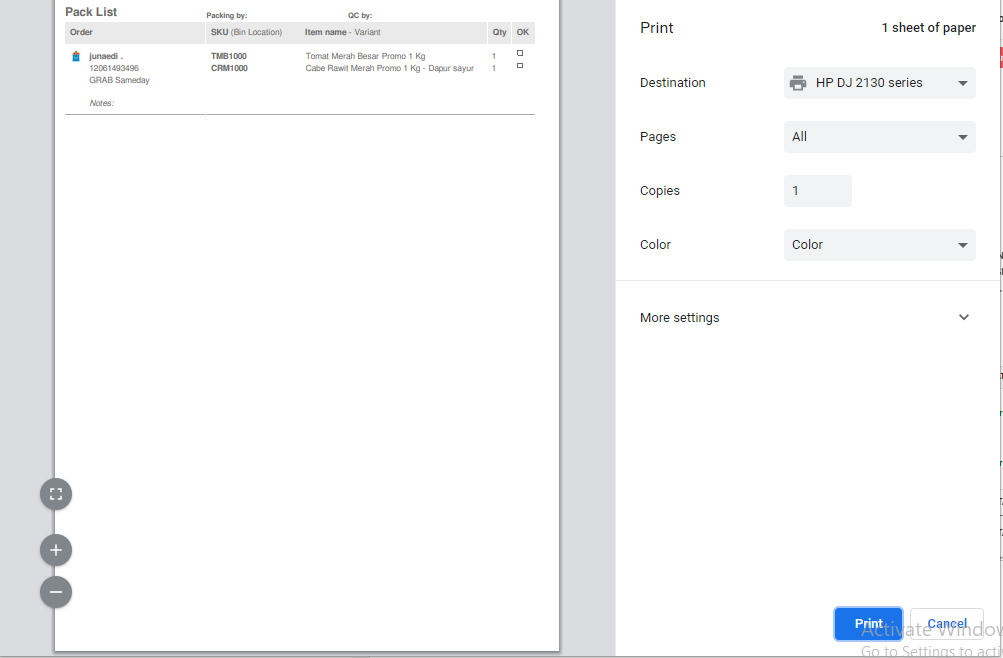 Pack List
Packing by: QC by:
Order SKU (Bin Location) Item name - Variant Qty OK
junaedi . TMB1000 Tomat Merah Besar Promo 1 Kg 1
12061493496 CRM1000 Cabe Rawit Merah Promo 1 Kg - Dapur sayur 1
GRAB Sameday
Notes:
Print 1 sheet of paper
Destination HP DJ 2130 series
Pages All
Copies 1
Color Color
More settings
Print Cancel
Activate Window
Go to Settings to acti